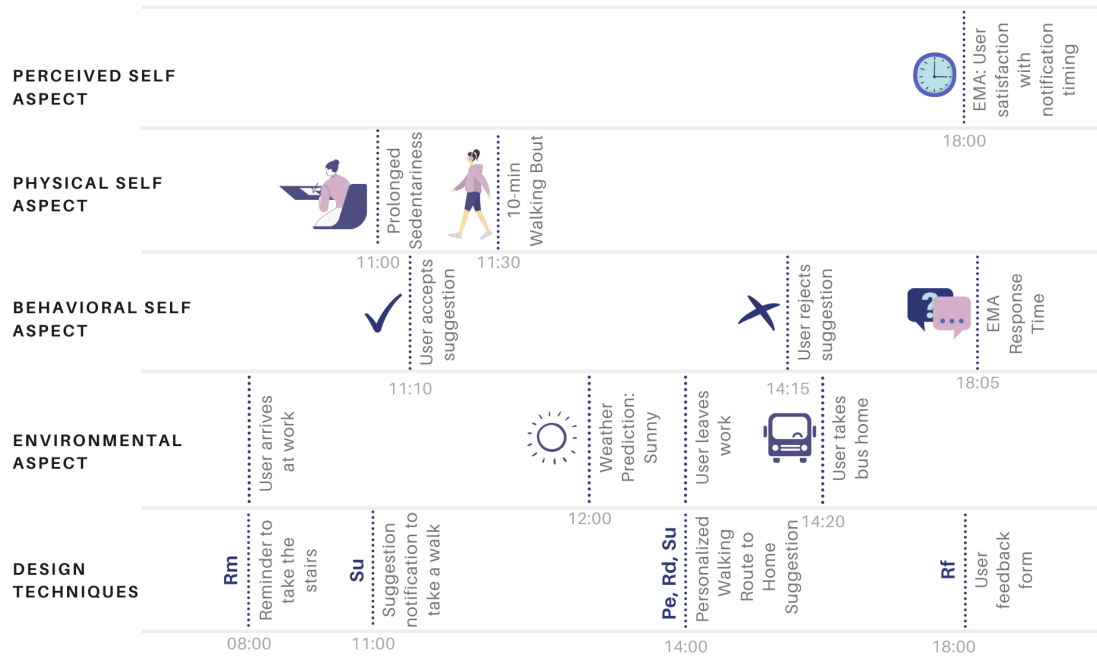 PERCEIVED SELF
ASPECT
EMA: User
satisfaction
with
notification
timing
18:00
PHYSICAL SELF
ASPECT
Prolonged
Sedentariness
10-min
Walking Bout
11:00
11:30
BEHAVIORAL SELF
ASPECT
User accepts
suggestion
User rejects
suggestion
?
EMA
Response
Time
11:10
14:15
18:05
ENVIRONMENTAL
ASPECT
User arrives
at work
Weather
Prediction:
Sunny
User leaves
work
User takes
bus home
12:00
14:20
DESIGN
TECHNIQUES
Rm
Reminder to
take the
stairs
Su
Suggestion
notification to
take a walk
Pe, Rd, Su
Personalized
Walking
Route to
Home
Suggestion
Rf
User
feedback
form
08:00
11:00
14:00
18:00